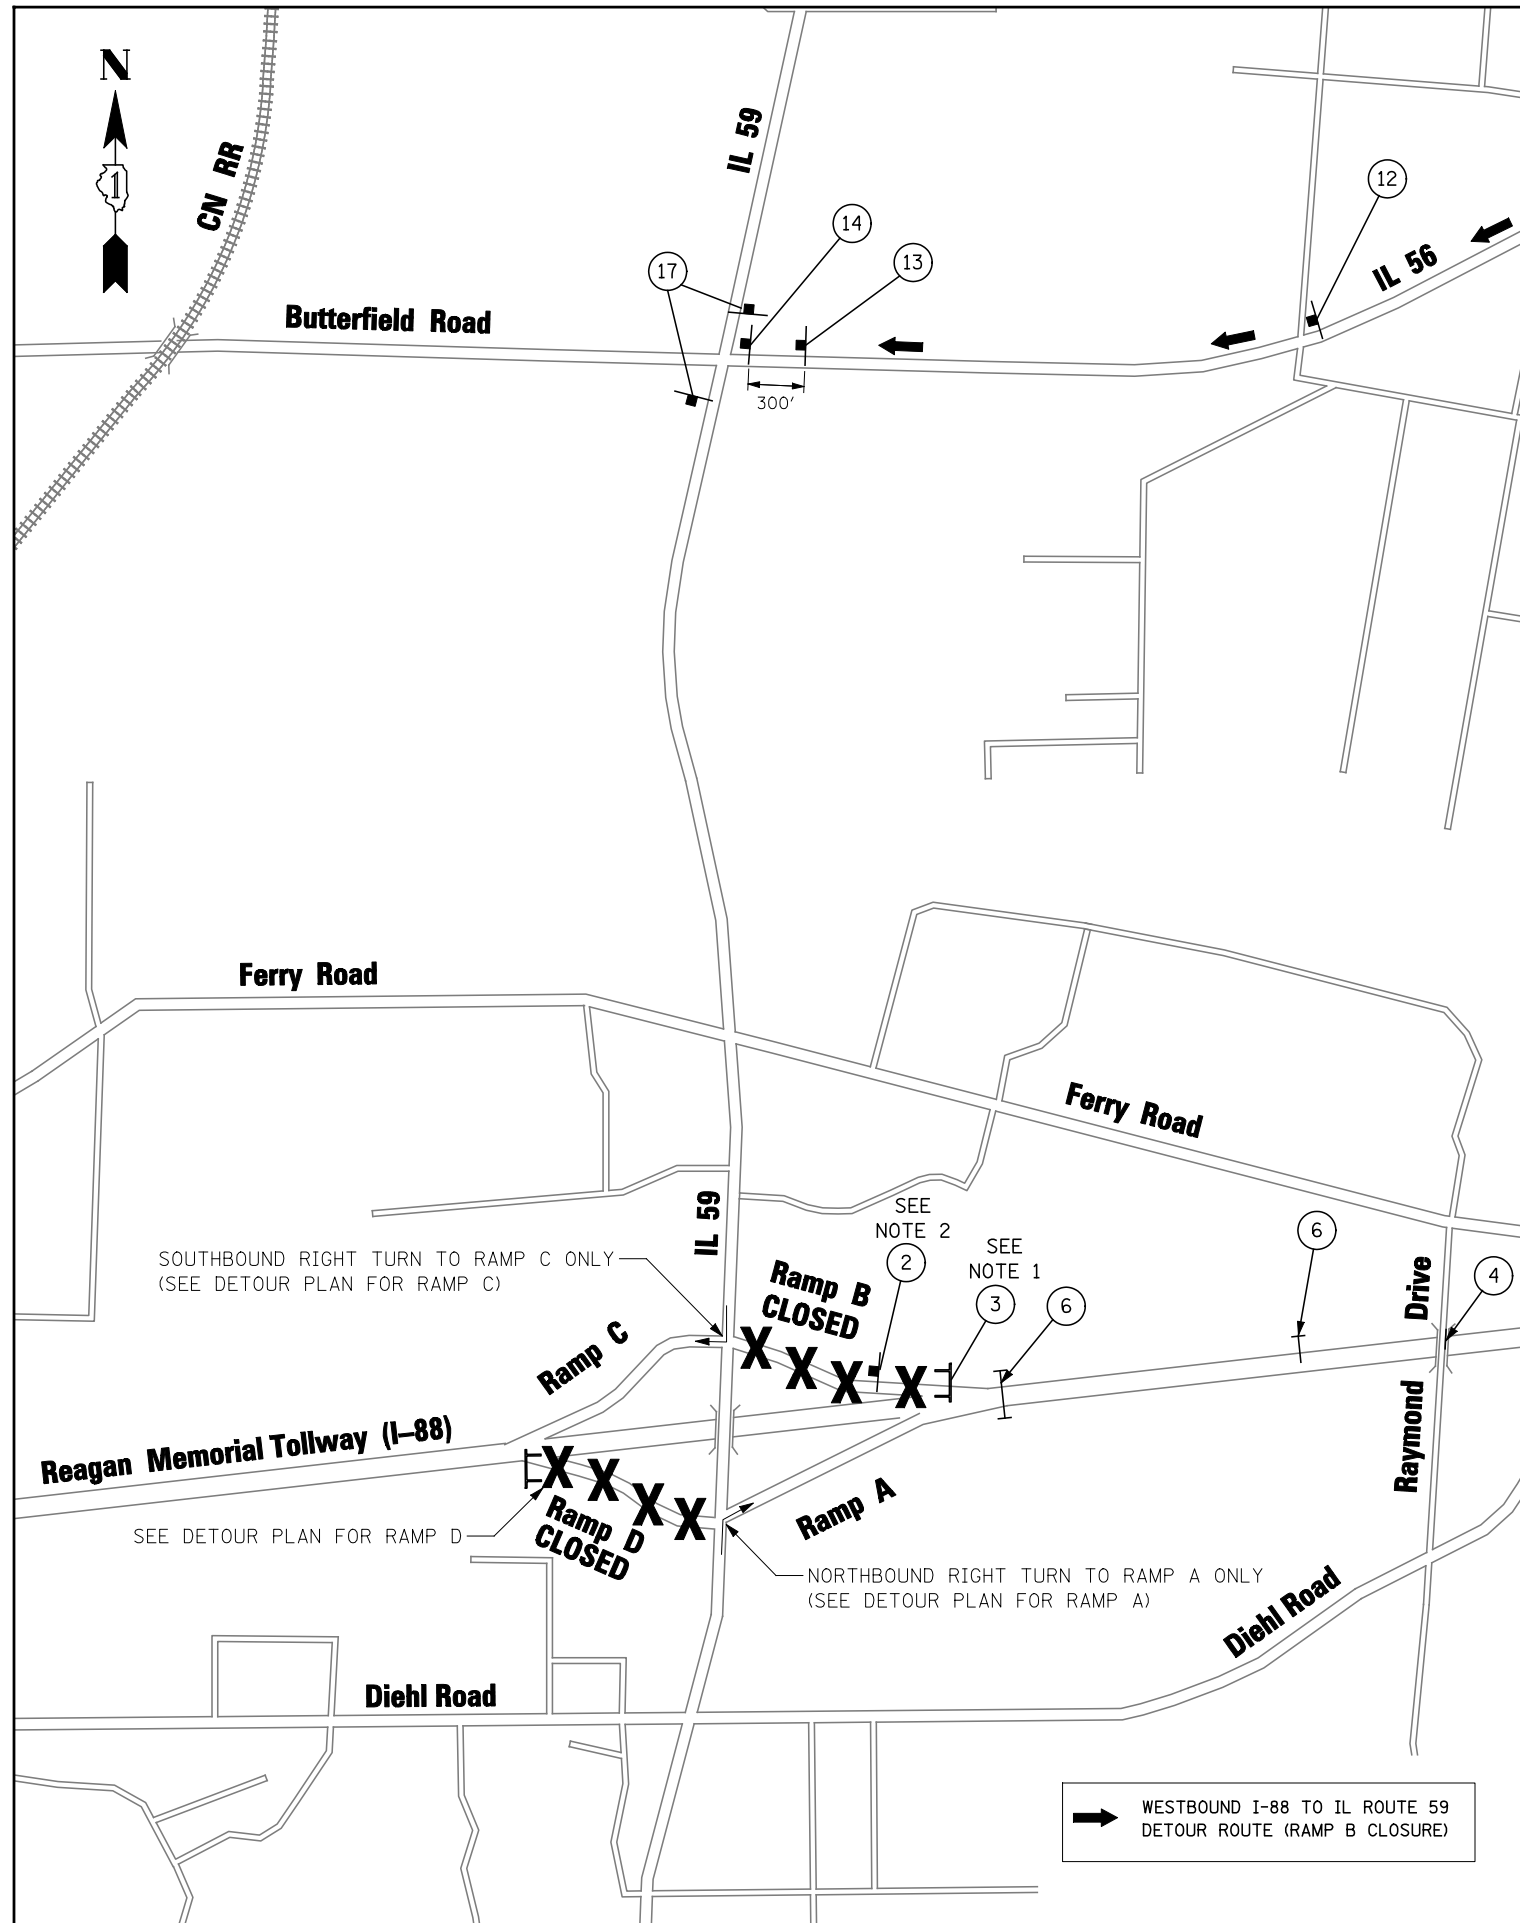 N
1
CN RR
IL 59
12
14
13
17
IL 56
Butterfield Road
300'
Ferry Road
Ferry Road
IL 59
SEE
NOTE 2
2
SEE
NOTE 1
3
6
6
4
SOUTHBOUND RIGHT TURN TO RAMP C ONLY
(SEE DETOUR PLAN FOR RAMP C)
Ramp B
CLOSED
X X X X
Ramp C
Raymond Drive
Reagan Memorial Tollway (I-88)
X X X X
Ramp D
CLOSED
Ramp A
SEE DETOUR PLAN FOR RAMP D
NORTHBOUND RIGHT TURN TO RAMP A ONLY
(SEE DETOUR PLAN FOR RAMP A)
Diehl Road
Diehl Road
WESTBOUND I-88 TO IL ROUTE 59
DETOUR ROUTE (RAMP B CLOSURE)